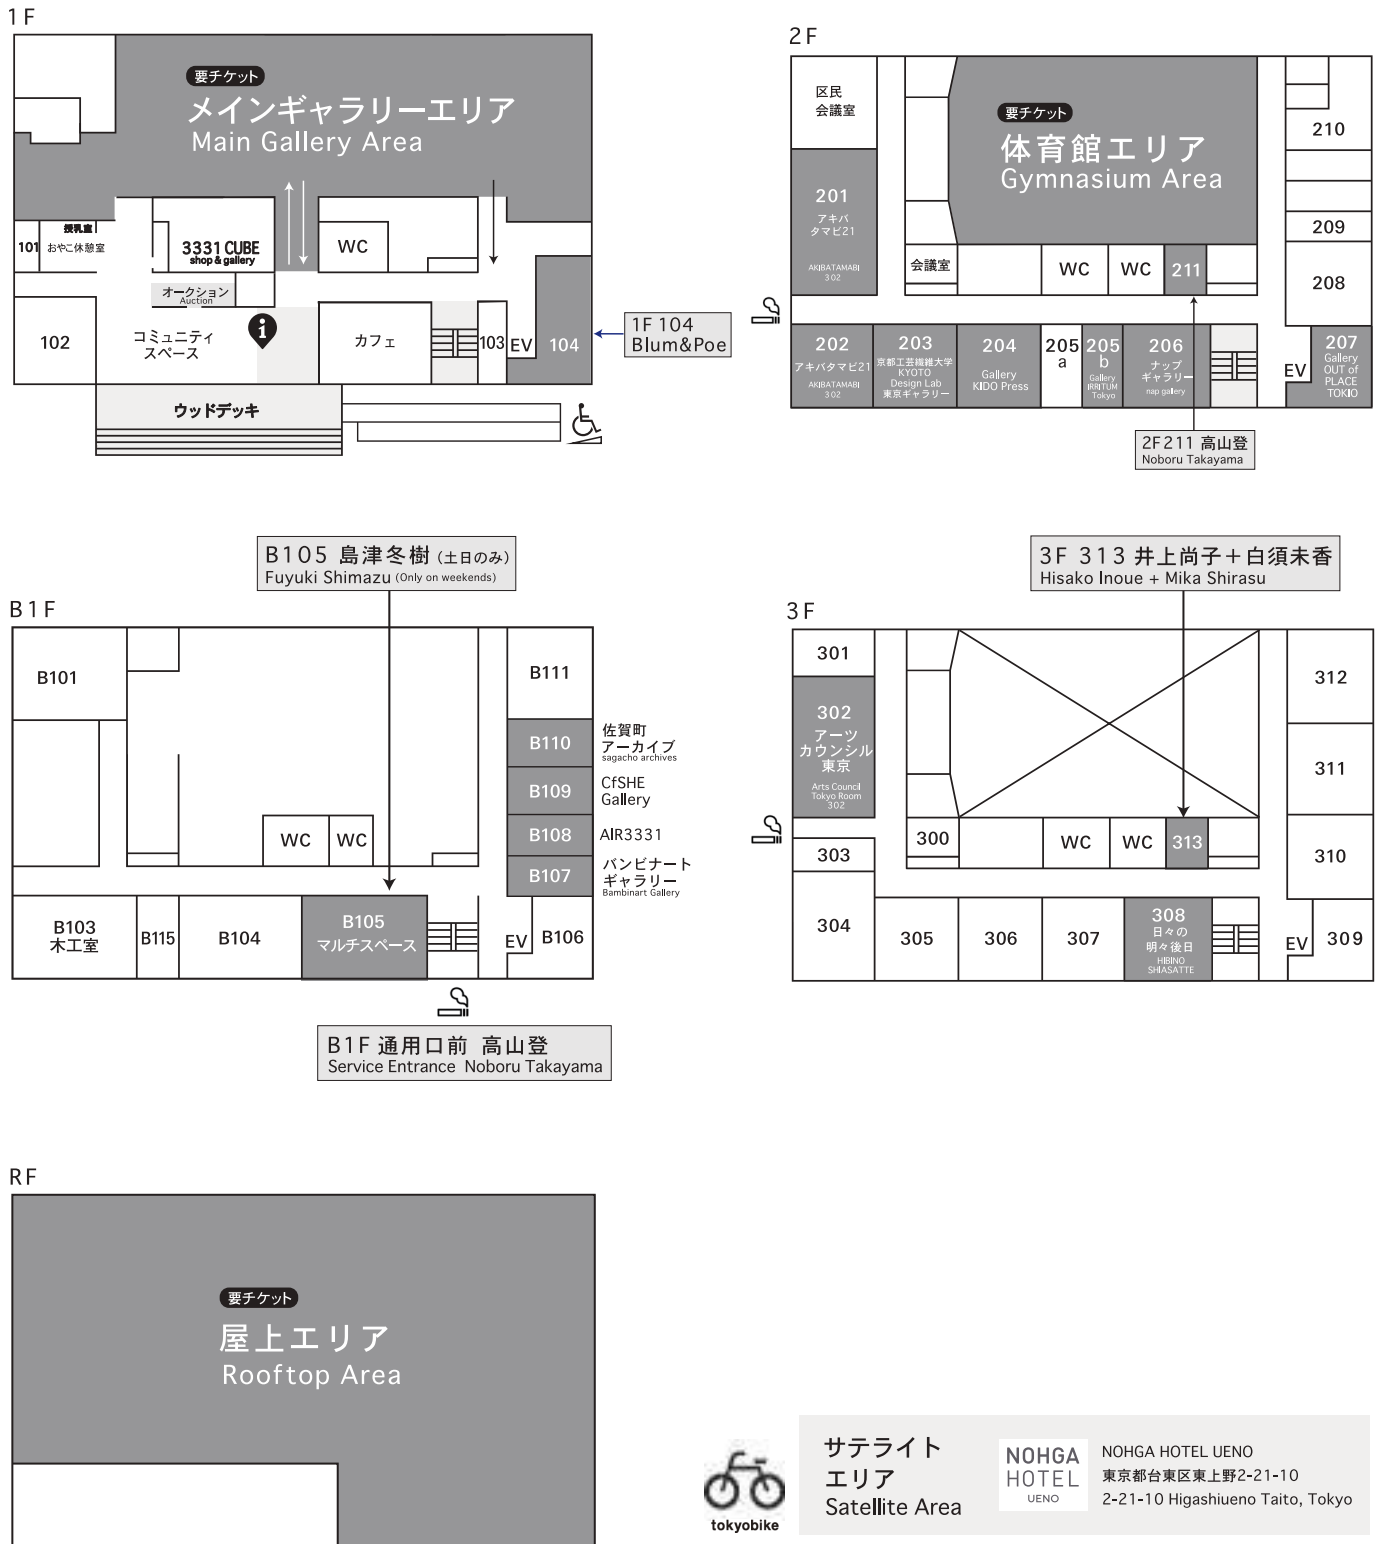 1F
要チケット
メインギャラリーエリア
Main Gallery Area
授乳室
101
おやこ休憩室
3331 CUBE
shop & gallery
WC
オークション
Auction
102
コミュニティ
スペース
i
カフェ
103
EV
104
1F 104
Blum&Poe
ウッドデッキ
2F
区民
会議室
要チケット
体育館エリア
Gymnasium Area
210
201
アキバ
タマビ21
AKIBATAMABI
302
209
会議室
WC
WC
211
208
202
アキバタマビ21
AKIBATAMABI
302
203
京都工芸繊維大学
KYOTO
Design Lab
東京ギャラリー
204
Gallery
KIDO Press
205
a
205
b
Gallery
IRRITUM
Tokyo
206
ナップ
ギャラリー
nap gallery
EV
207
Gallery
OUT of
PLACE
TOKIO
2F 211 高山登
Noboru Takayama
B105 島津冬樹 (土日のみ)
Fuyuki Shimazu (Only on weekends)
B1F
B101
B111
B110
佐賀町
アーカイブ
sagacho archives
B109
CfSHE
Gallery
WC
WC
B108
AIR3331
B107
バンビナート
ギャラリー
Bambinart Gallery
B103
木工室
B115
B104
B105
マルチスペース
EV
B106
B1F 通用口前 高山登
Service Entrance Noboru Takayama
3F 313 井上尚子＋白須未香
Hisako Inoue + Mika Shirasu
3F
301
312
302
アーツ
カウンシル
東京
Arts Council
Tokyo Room
302
311
300
WC
WC
313
303
310
304
305
306
307
308
日々の
明々後日
HIBINO
SHIASATTE
EV
309
RF
要チケット
屋上エリア
Rooftop Area
tokyobike
サテライト
エリア
Satellite Area
NOHGA
HOTEL
UENO
NOHGA HOTEL UENO
東京都台東区東上野2-21-10
2-21-10 Higashiueno Taito, Tokyo